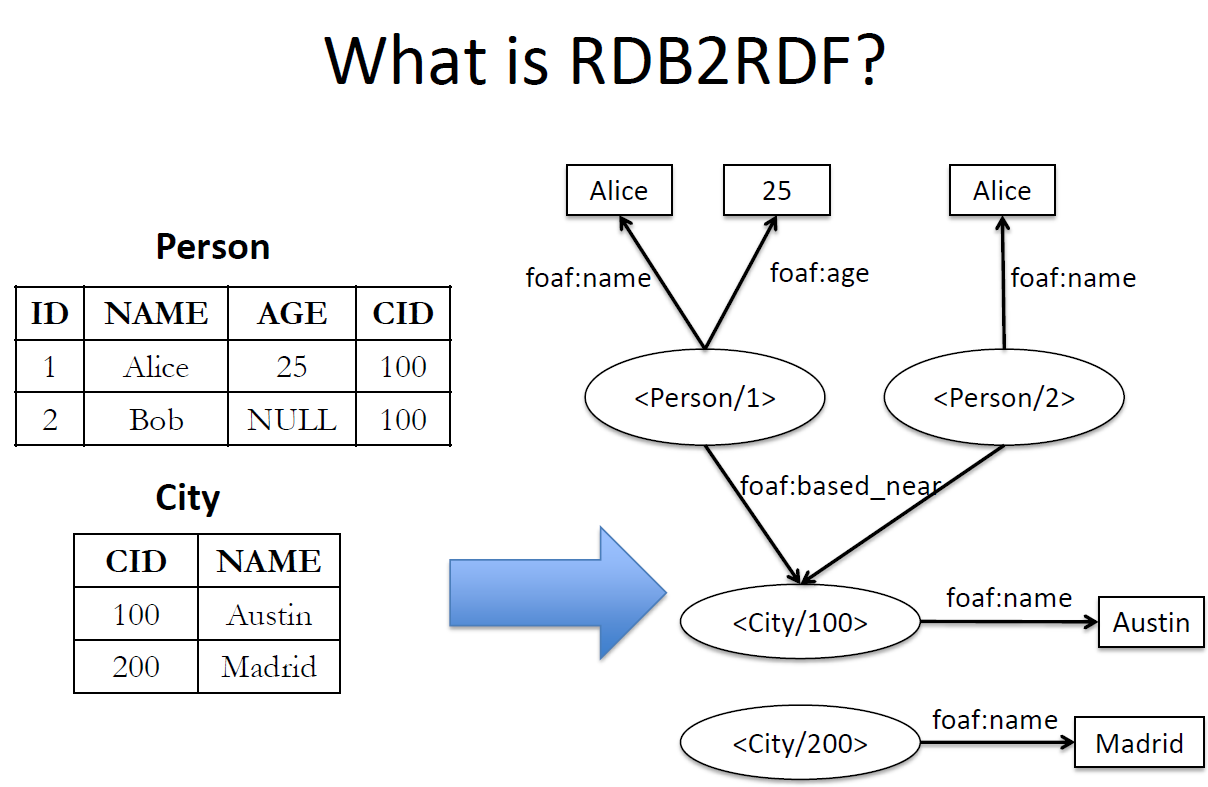 What is RDB2RDF?
Person
ID NAME AGE CID
1 Alice 25 100
2 Bob NULL 100
City
CID NAME
100 Austin
200 Madrid
Alice 25 Alice
foaf:name foaf:age foaf:name
<Person/1> <Person/2>
foaf:based_near
<City/100> foaf:name Austin
<City/200> foaf:name Madrid